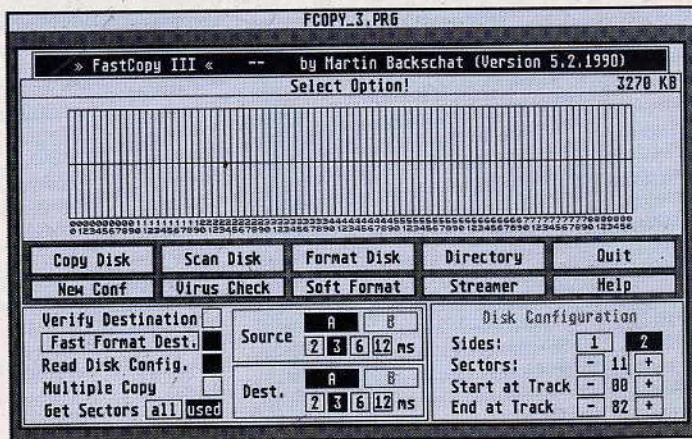 FCOPY_3.PRG
» FastCopy III « -- by Martin Backschat (Version 5.2.1990)
Select Option! 3270 KB
000000000011111111112222222222333333333344444444445555555555666666666677777777778888888
012345678901234567890123456789012345678901234567890123456789012345678901234567890123456
Copy Disk Scan Disk Format Disk Directory Quit
New Conf Virus Check Soft Format Streamer Help
Verify Destination
Fast Format Dest.
Read Disk Config.
Multiple Copy
Get Sectors all used
Source A B
2 3 6 12 ms
Dest. A B
2 3 6 12 ms
Disk Configuration
Sides: 1 2
Sectors: - 11 +
Start at Track - 00 +
End at Track - 82 +